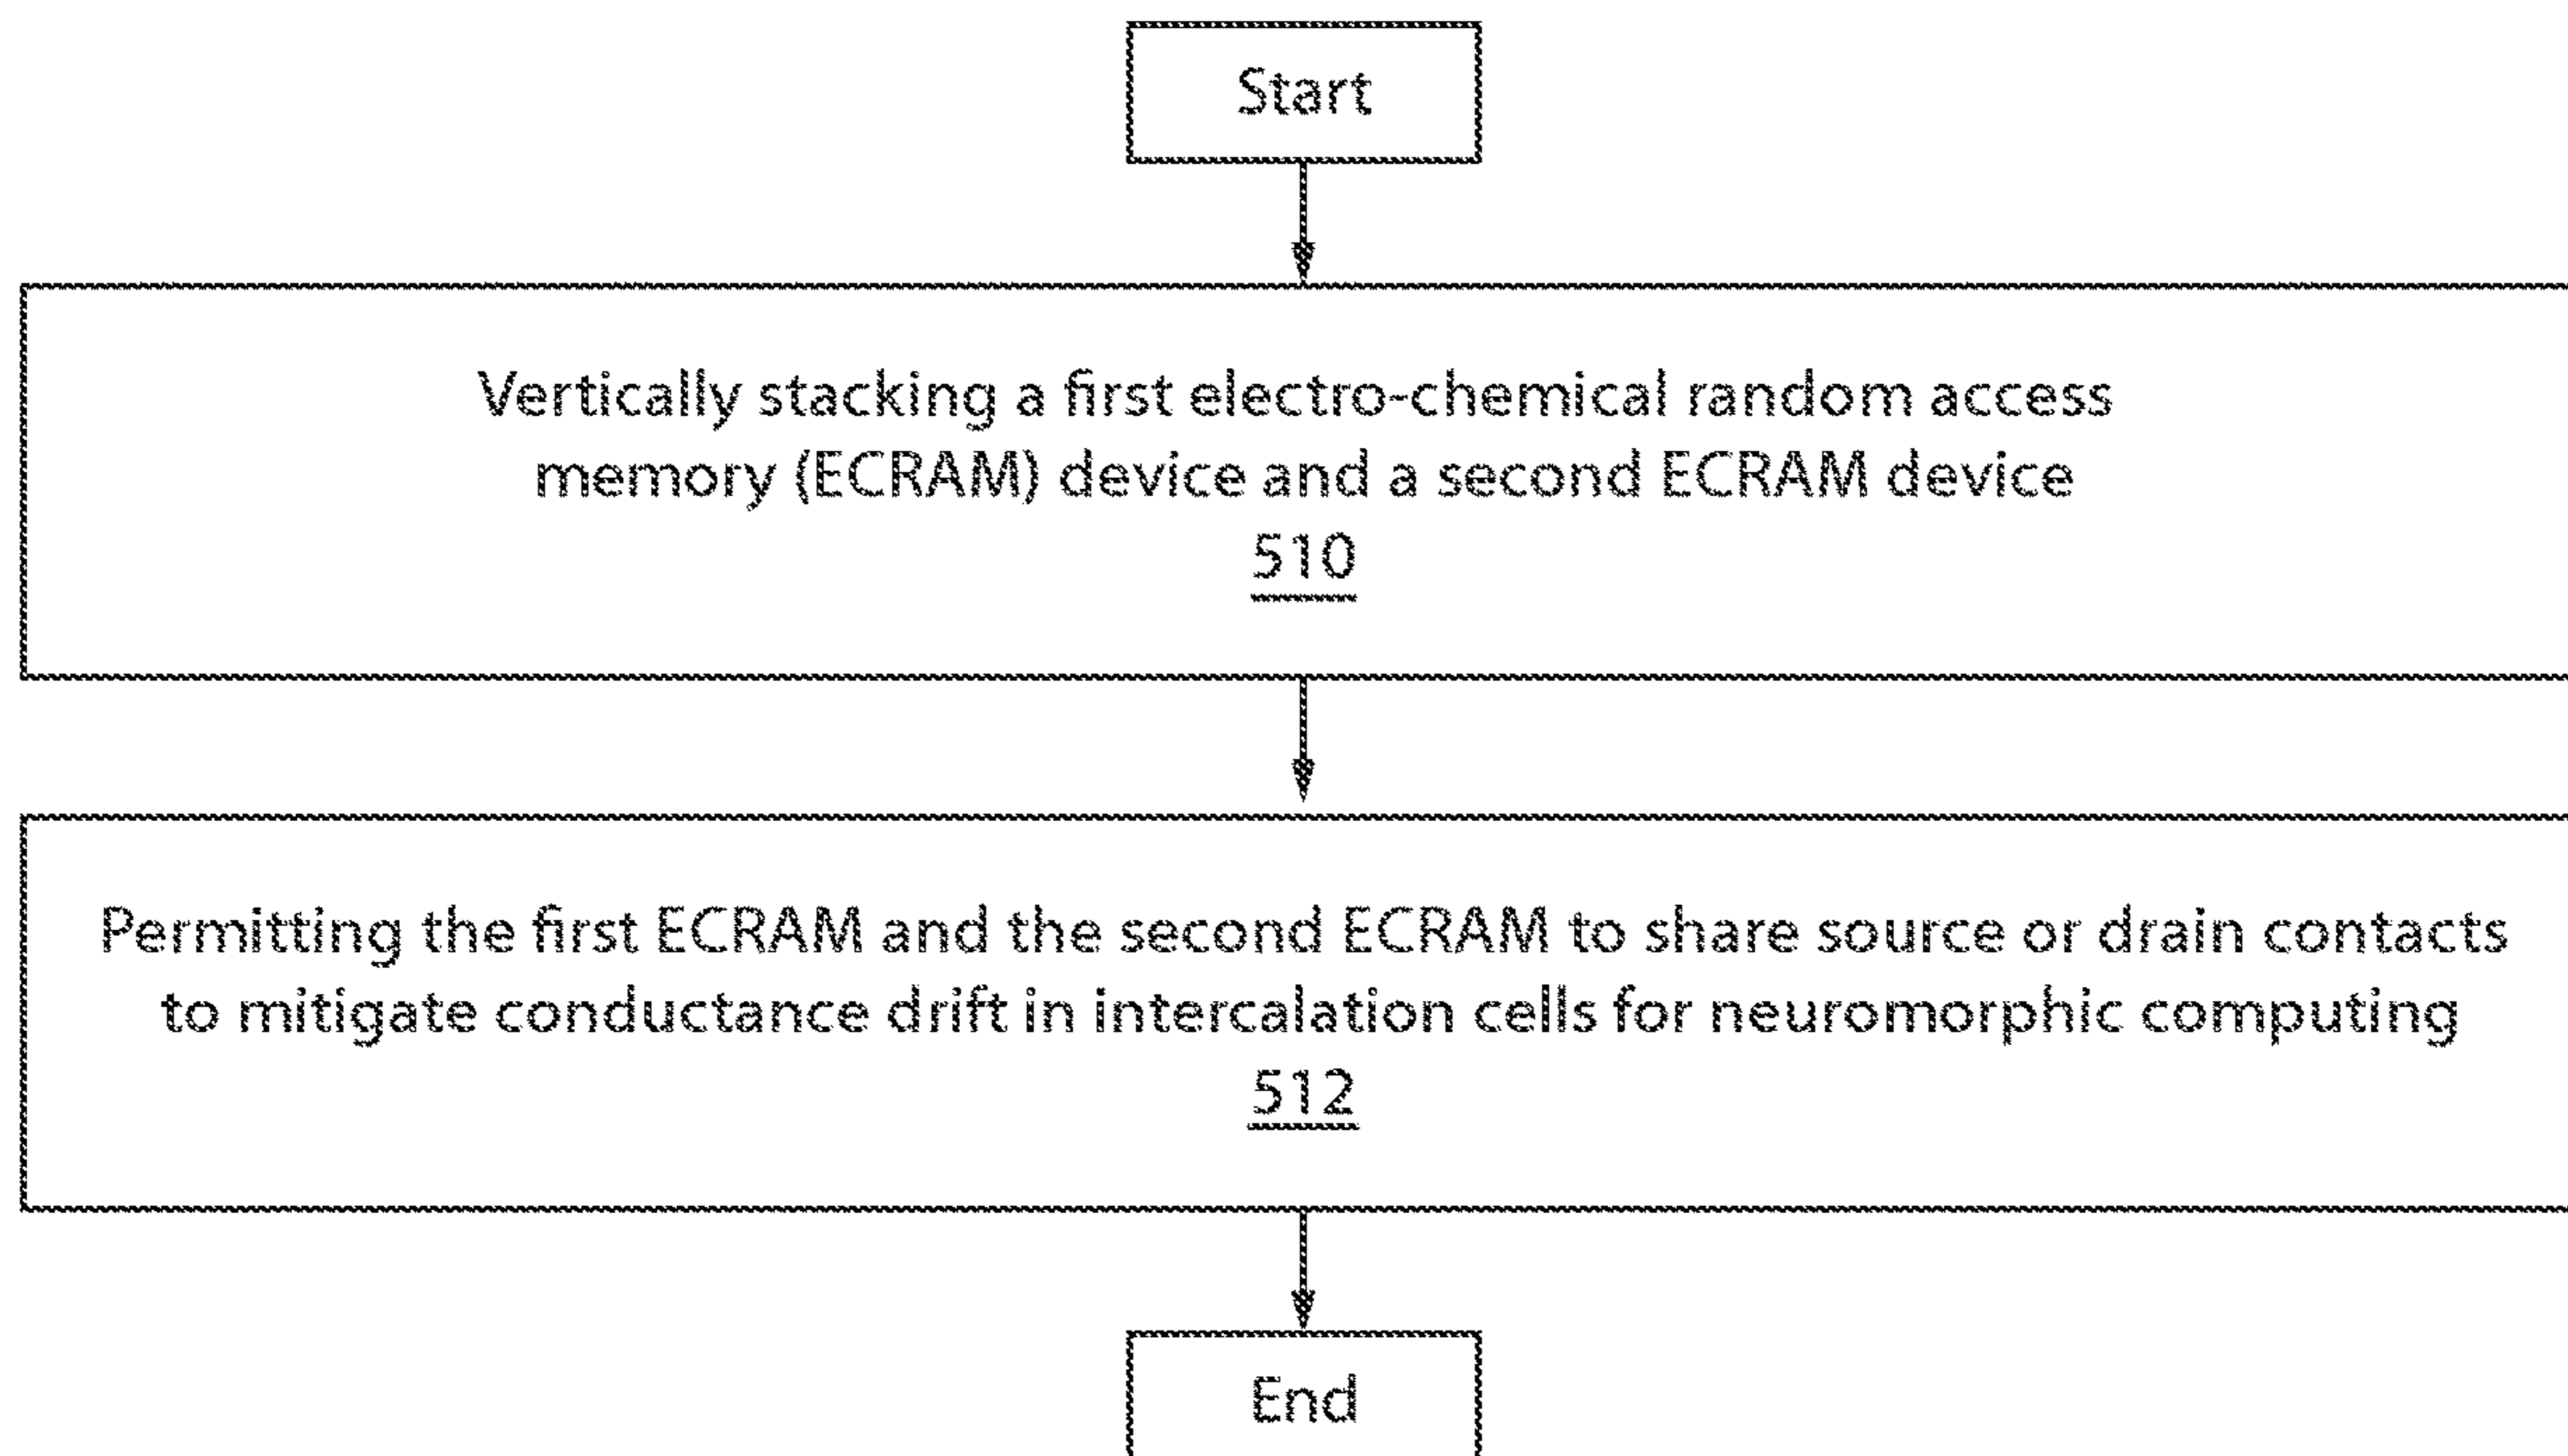 Start
Vertically stacking a first electro-chemical random access
memory (ECRAM) device and a second ECRAM device
510
Permitting the first ECRAM and the second ECRAM to share source or drain contacts
to mitigate conductance drift in intercalation cells for neuromorphic computing
512
End